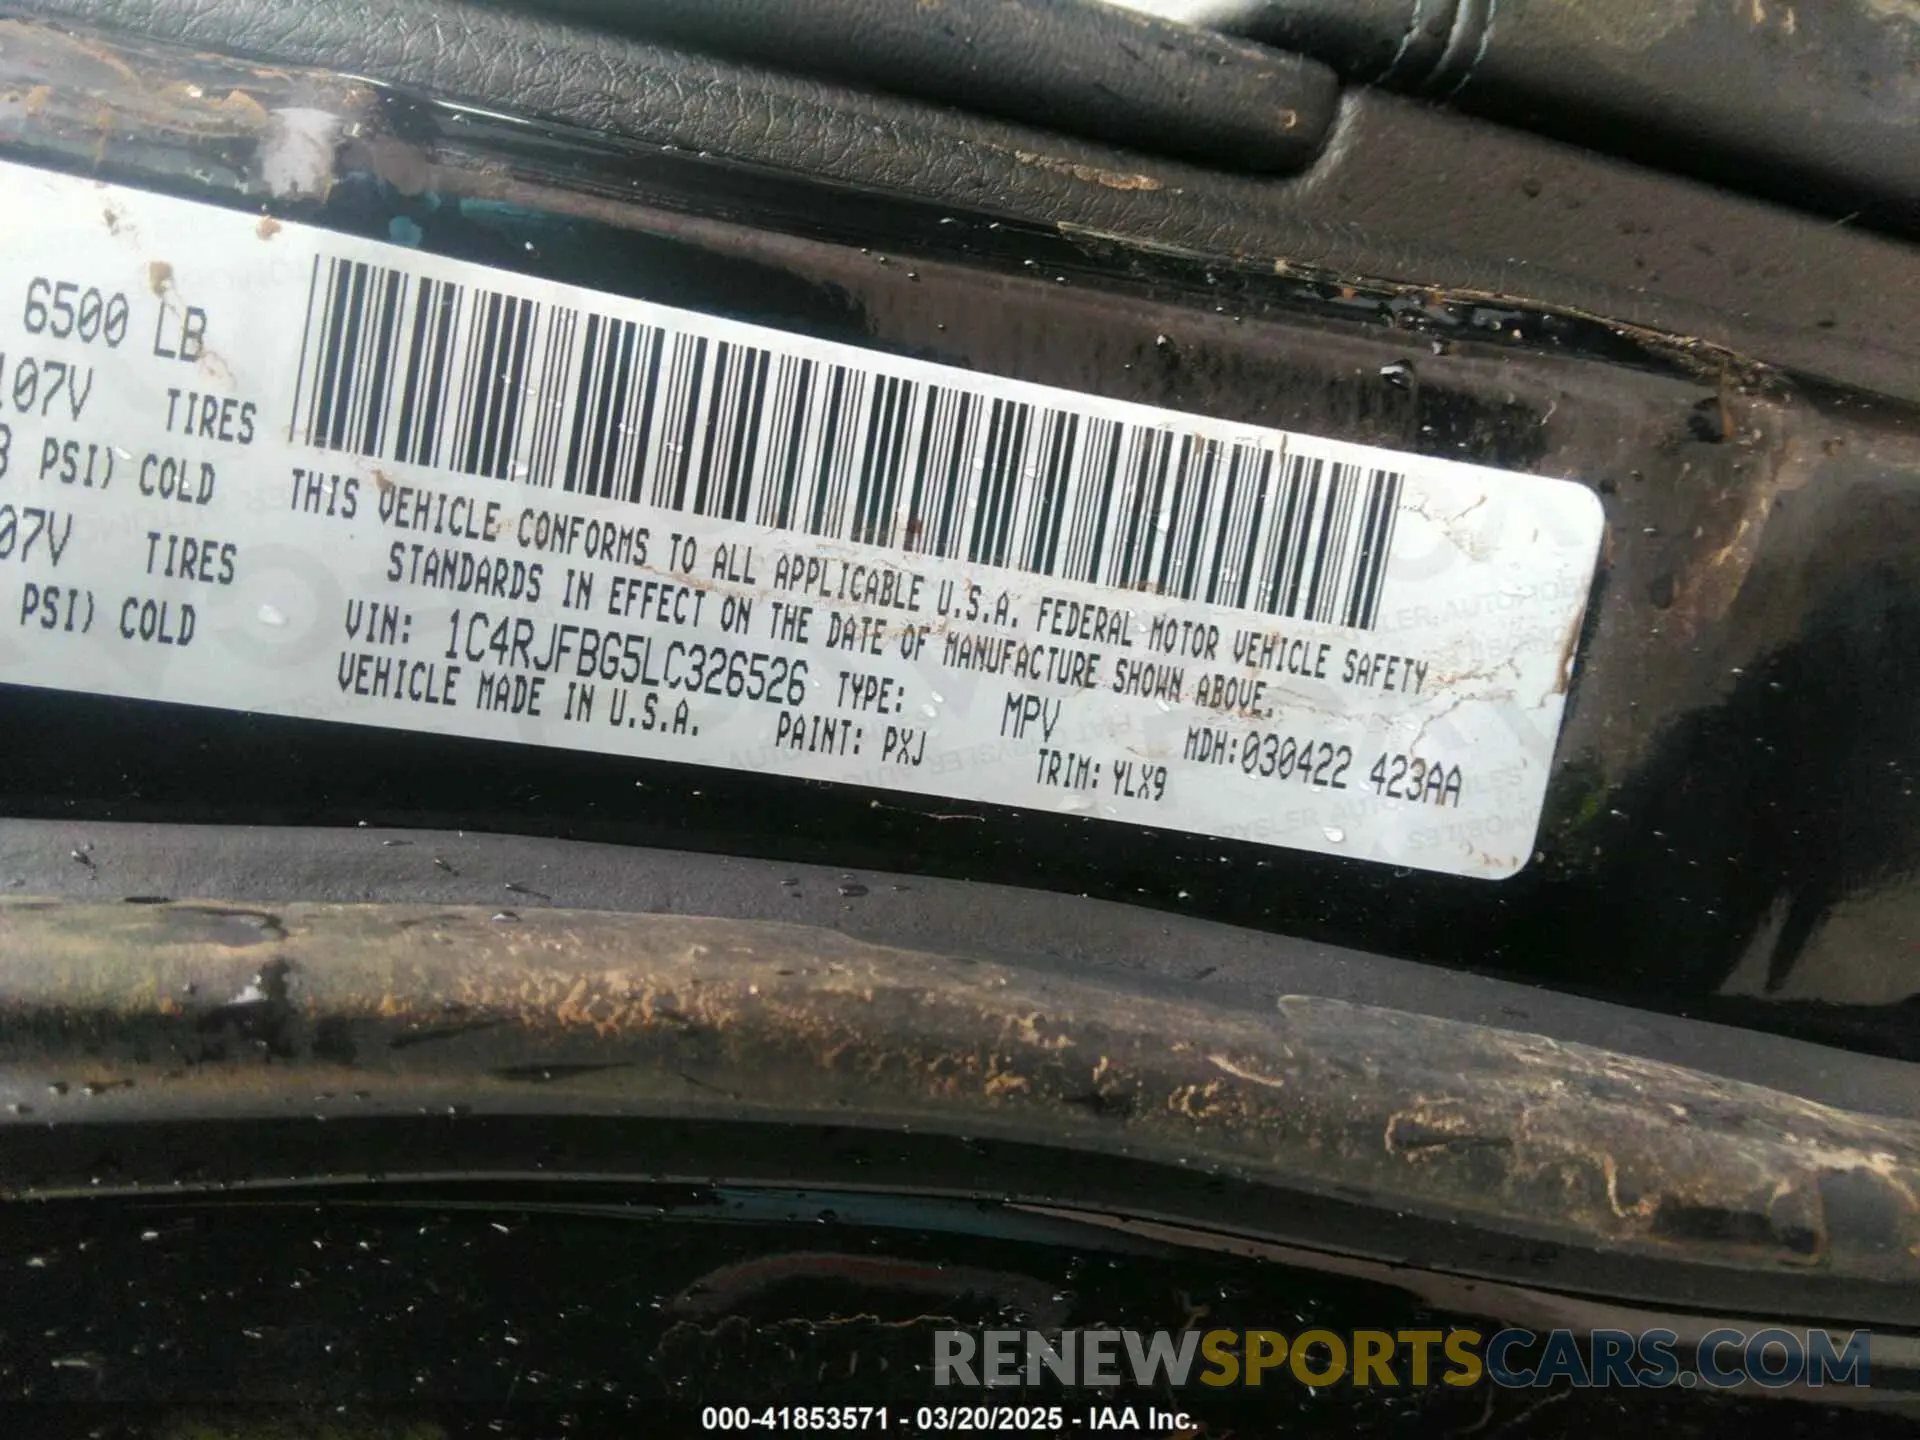 6500 LB
107V TIRES
PSI) COLD
07V TIRES
PSI) COLD
THIS VEHICLE CONFORMS TO ALL APPLICABLE U.S.A. FEDERAL MOTOR VEHICLE SAFETY
STANDARDS IN EFFECT ON THE DATE OF MANUFACTURE SHOWN ABOVE.
VIN: 1C4RJFBG5LC326526 TYPE: MPV MDH:030422 423AA
VEHICLE MADE IN U.S.A. PAINT: PXJ TRIM: YLX9
RENEWSPORTSCARS.COM
000-41853571 - 03/20/2025 - IAA Inc.